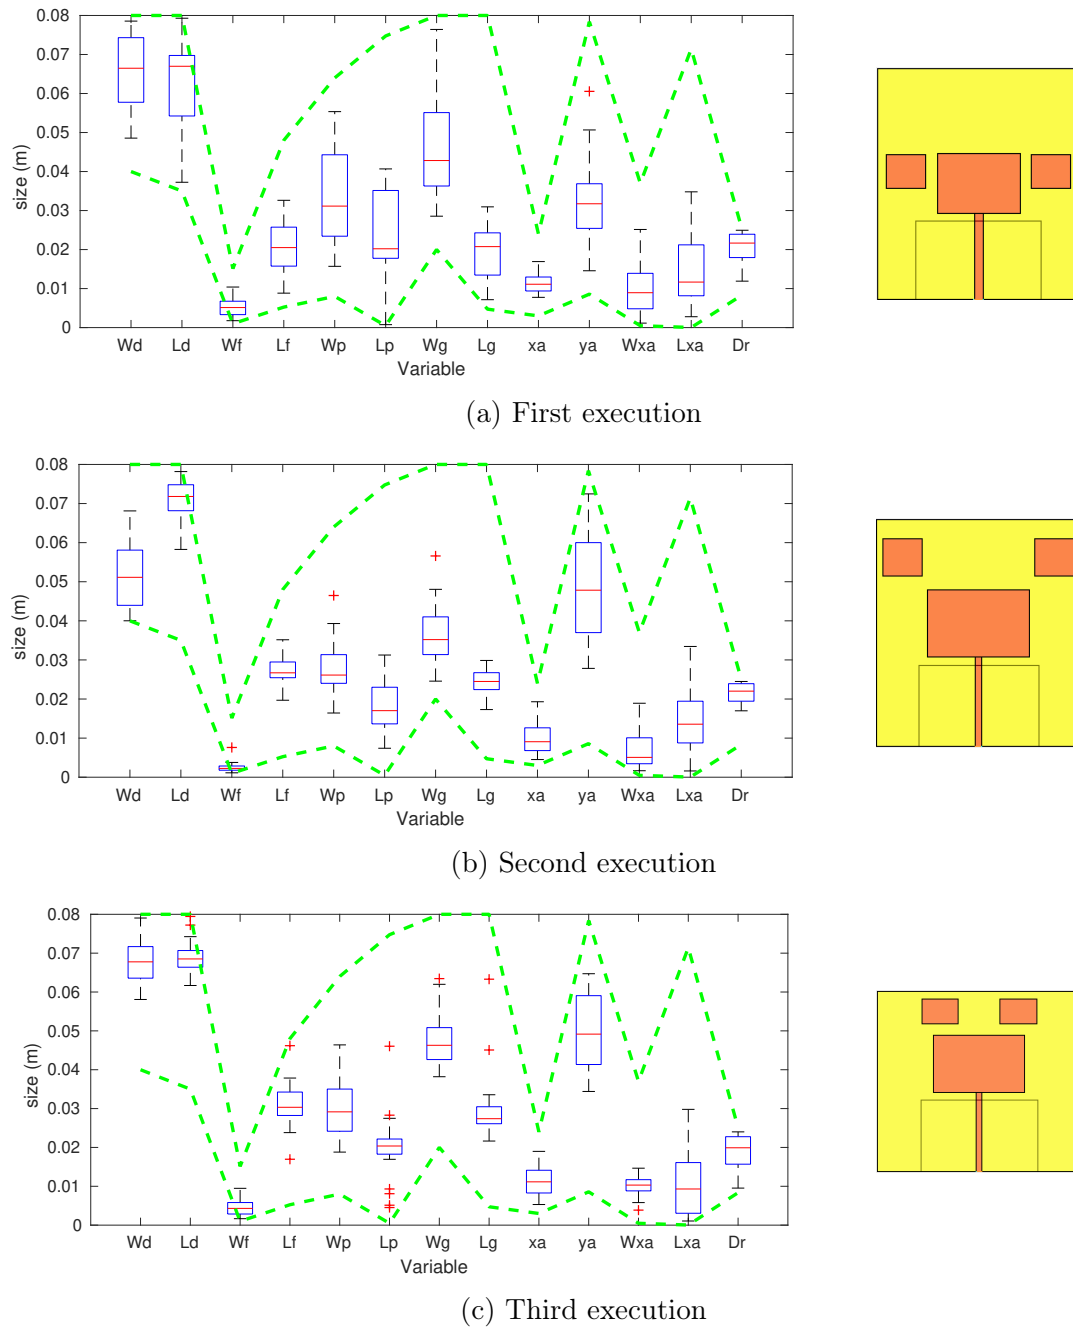 0.08
0.07
0.06
0.05
0.04
0.03
0.02
0.01
0
size (m)
Wd Ld Wf Lf Wp Lp Wg Lg xa ya Wxa Lxa Dr
Variable
(a) First execution
0.08
0.07
0.06
0.05
0.04
0.03
0.02
0.01
0
size (m)
Wd Ld Wf Lf Wp Lp Wg Lg xa ya Wxa Lxa Dr
Variable
(b) Second execution
0.08
0.07
0.06
0.05
0.04
0.03
0.02
0.01
0
size (m)
Wd Ld Wf Lf Wp Lp Wg Lg xa ya Wxa Lxa Dr
Variable
(c) Third execution